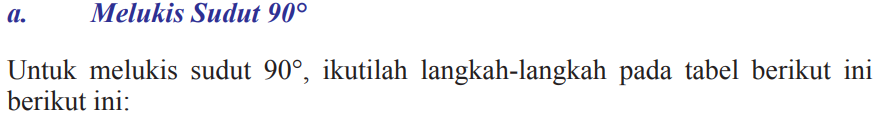 a. Melukis Sudut 90°
Untuk melukis sudut 90°, ikutilah langkah-langkah pada tabel berikut ini
berikut ini: